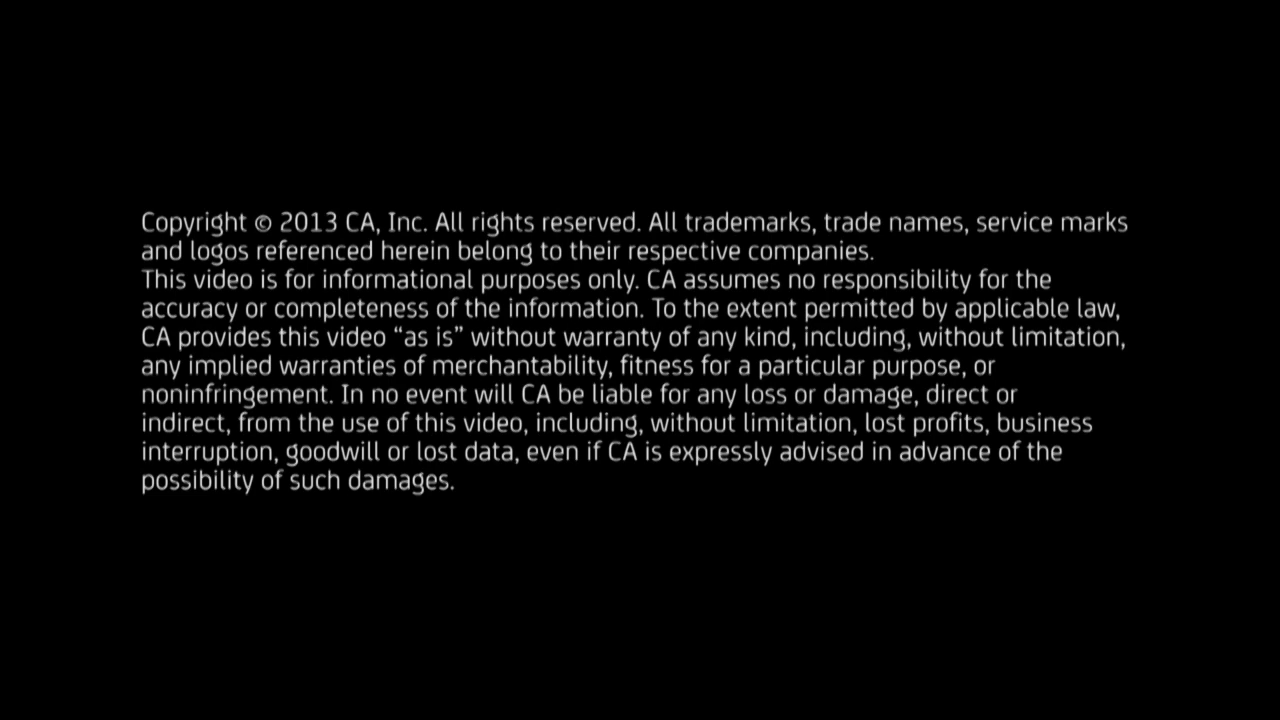 Copyright © 2013 CA, Inc. All rights reserved. All trademarks, trade names, service marks
and logos referenced herein belong to their respective companies.
This video is for informational purposes only. CA assumes no responsibility for the
accuracy or completeness of the information. To the extent permitted by applicable law,
CA provides this video “as is” without warranty of any kind, including, without limitation,
any implied warranties of merchantability, fitness for a particular purpose, or
noninfringement. In no event will CA be liable for any loss or damage, direct or
indirect, from the use of this video, including, without limitation, lost profits, business
interruption, goodwill or lost data, even if CA is expressly advised in advance of the
possibility of such damages.